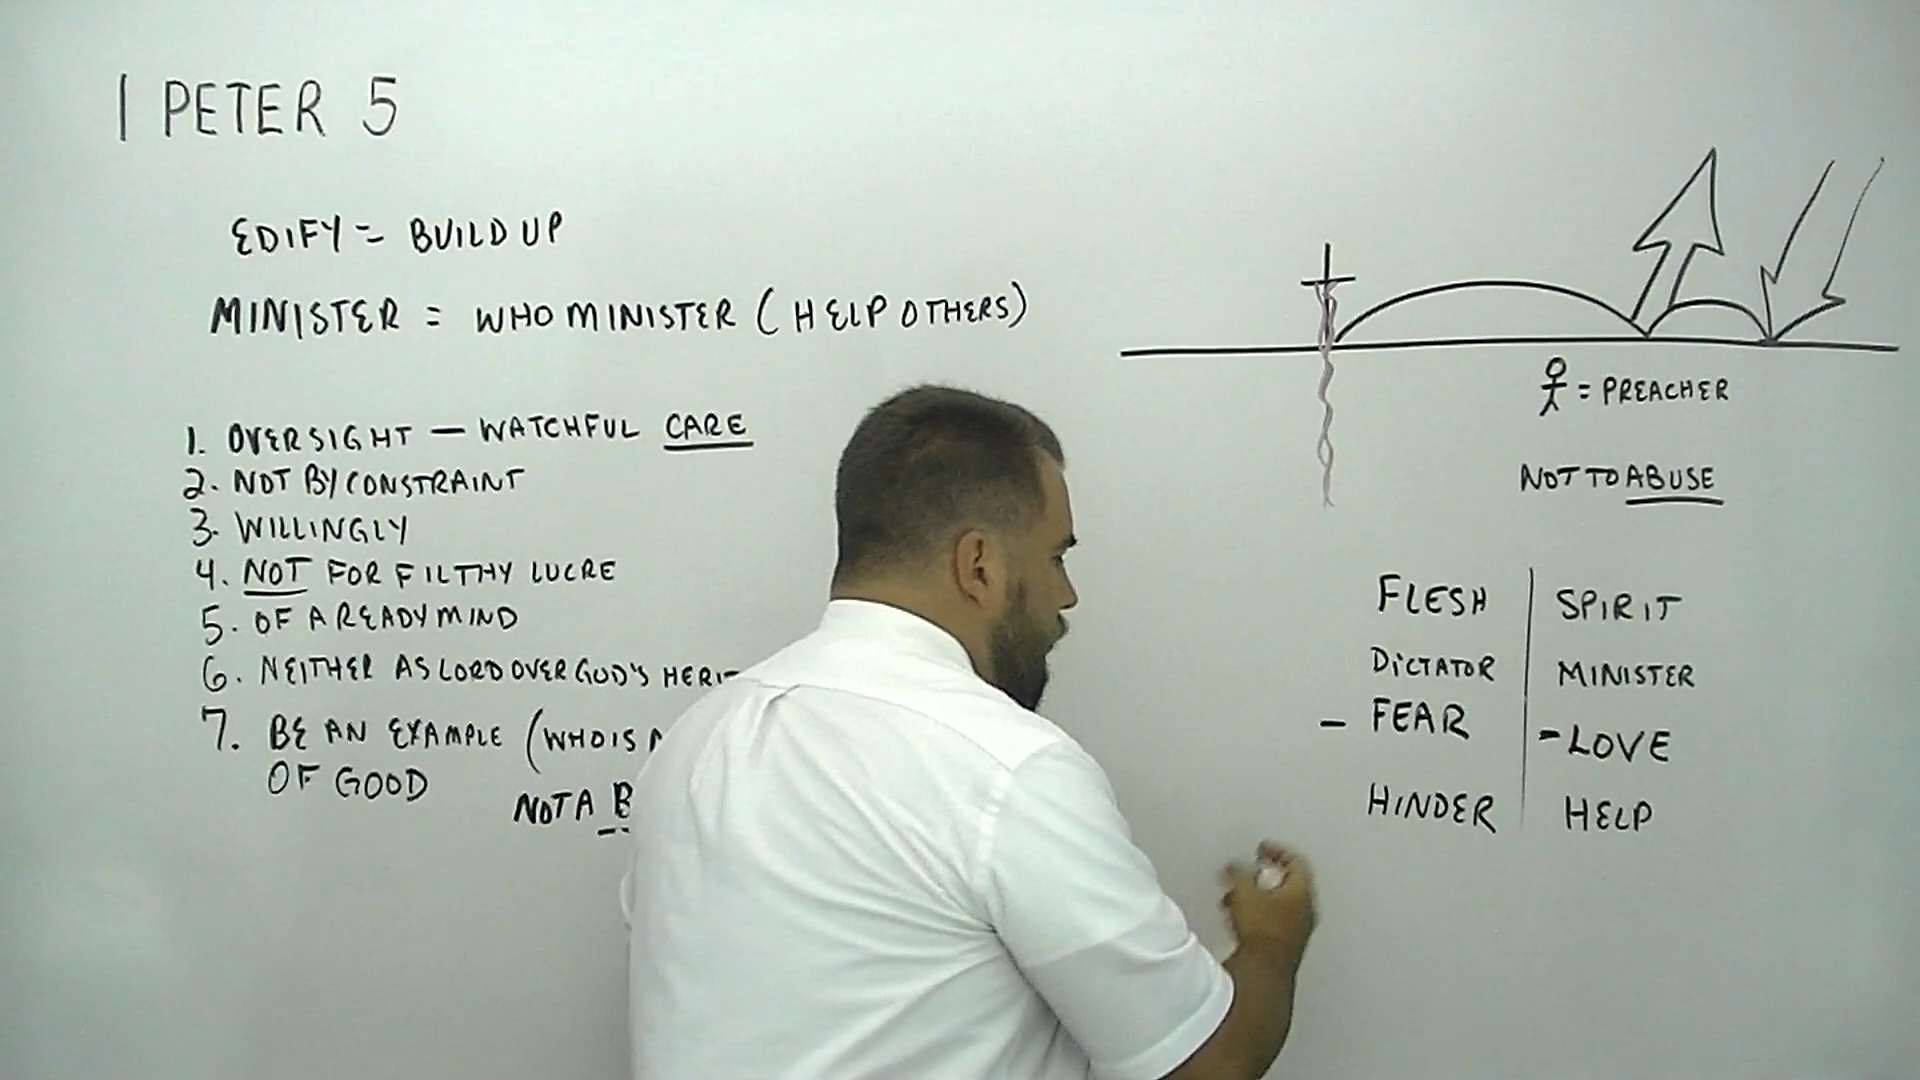 1 PETER 5
EDIFY = BUILD UP
MINISTER = WHO MINISTER (HELP OTHERS)
1. OVERSIGHT — WATCHFUL CARE
2. NOT BY CONSTRAINT
3. WILLINGLY
4. NOT FOR FILTHY LUCRE
5. OF A READY MIND
6. NEITHER AS LORD OVER GOD'S
7. BE AN EXAMPLE (WHO IS
OF GOOD
NOT A
= PREACHER
NOT TO ABUSE
FLESH SPIRIT
DICTATOR MINISTER
- FEAR - LOVE
HINDER HELP